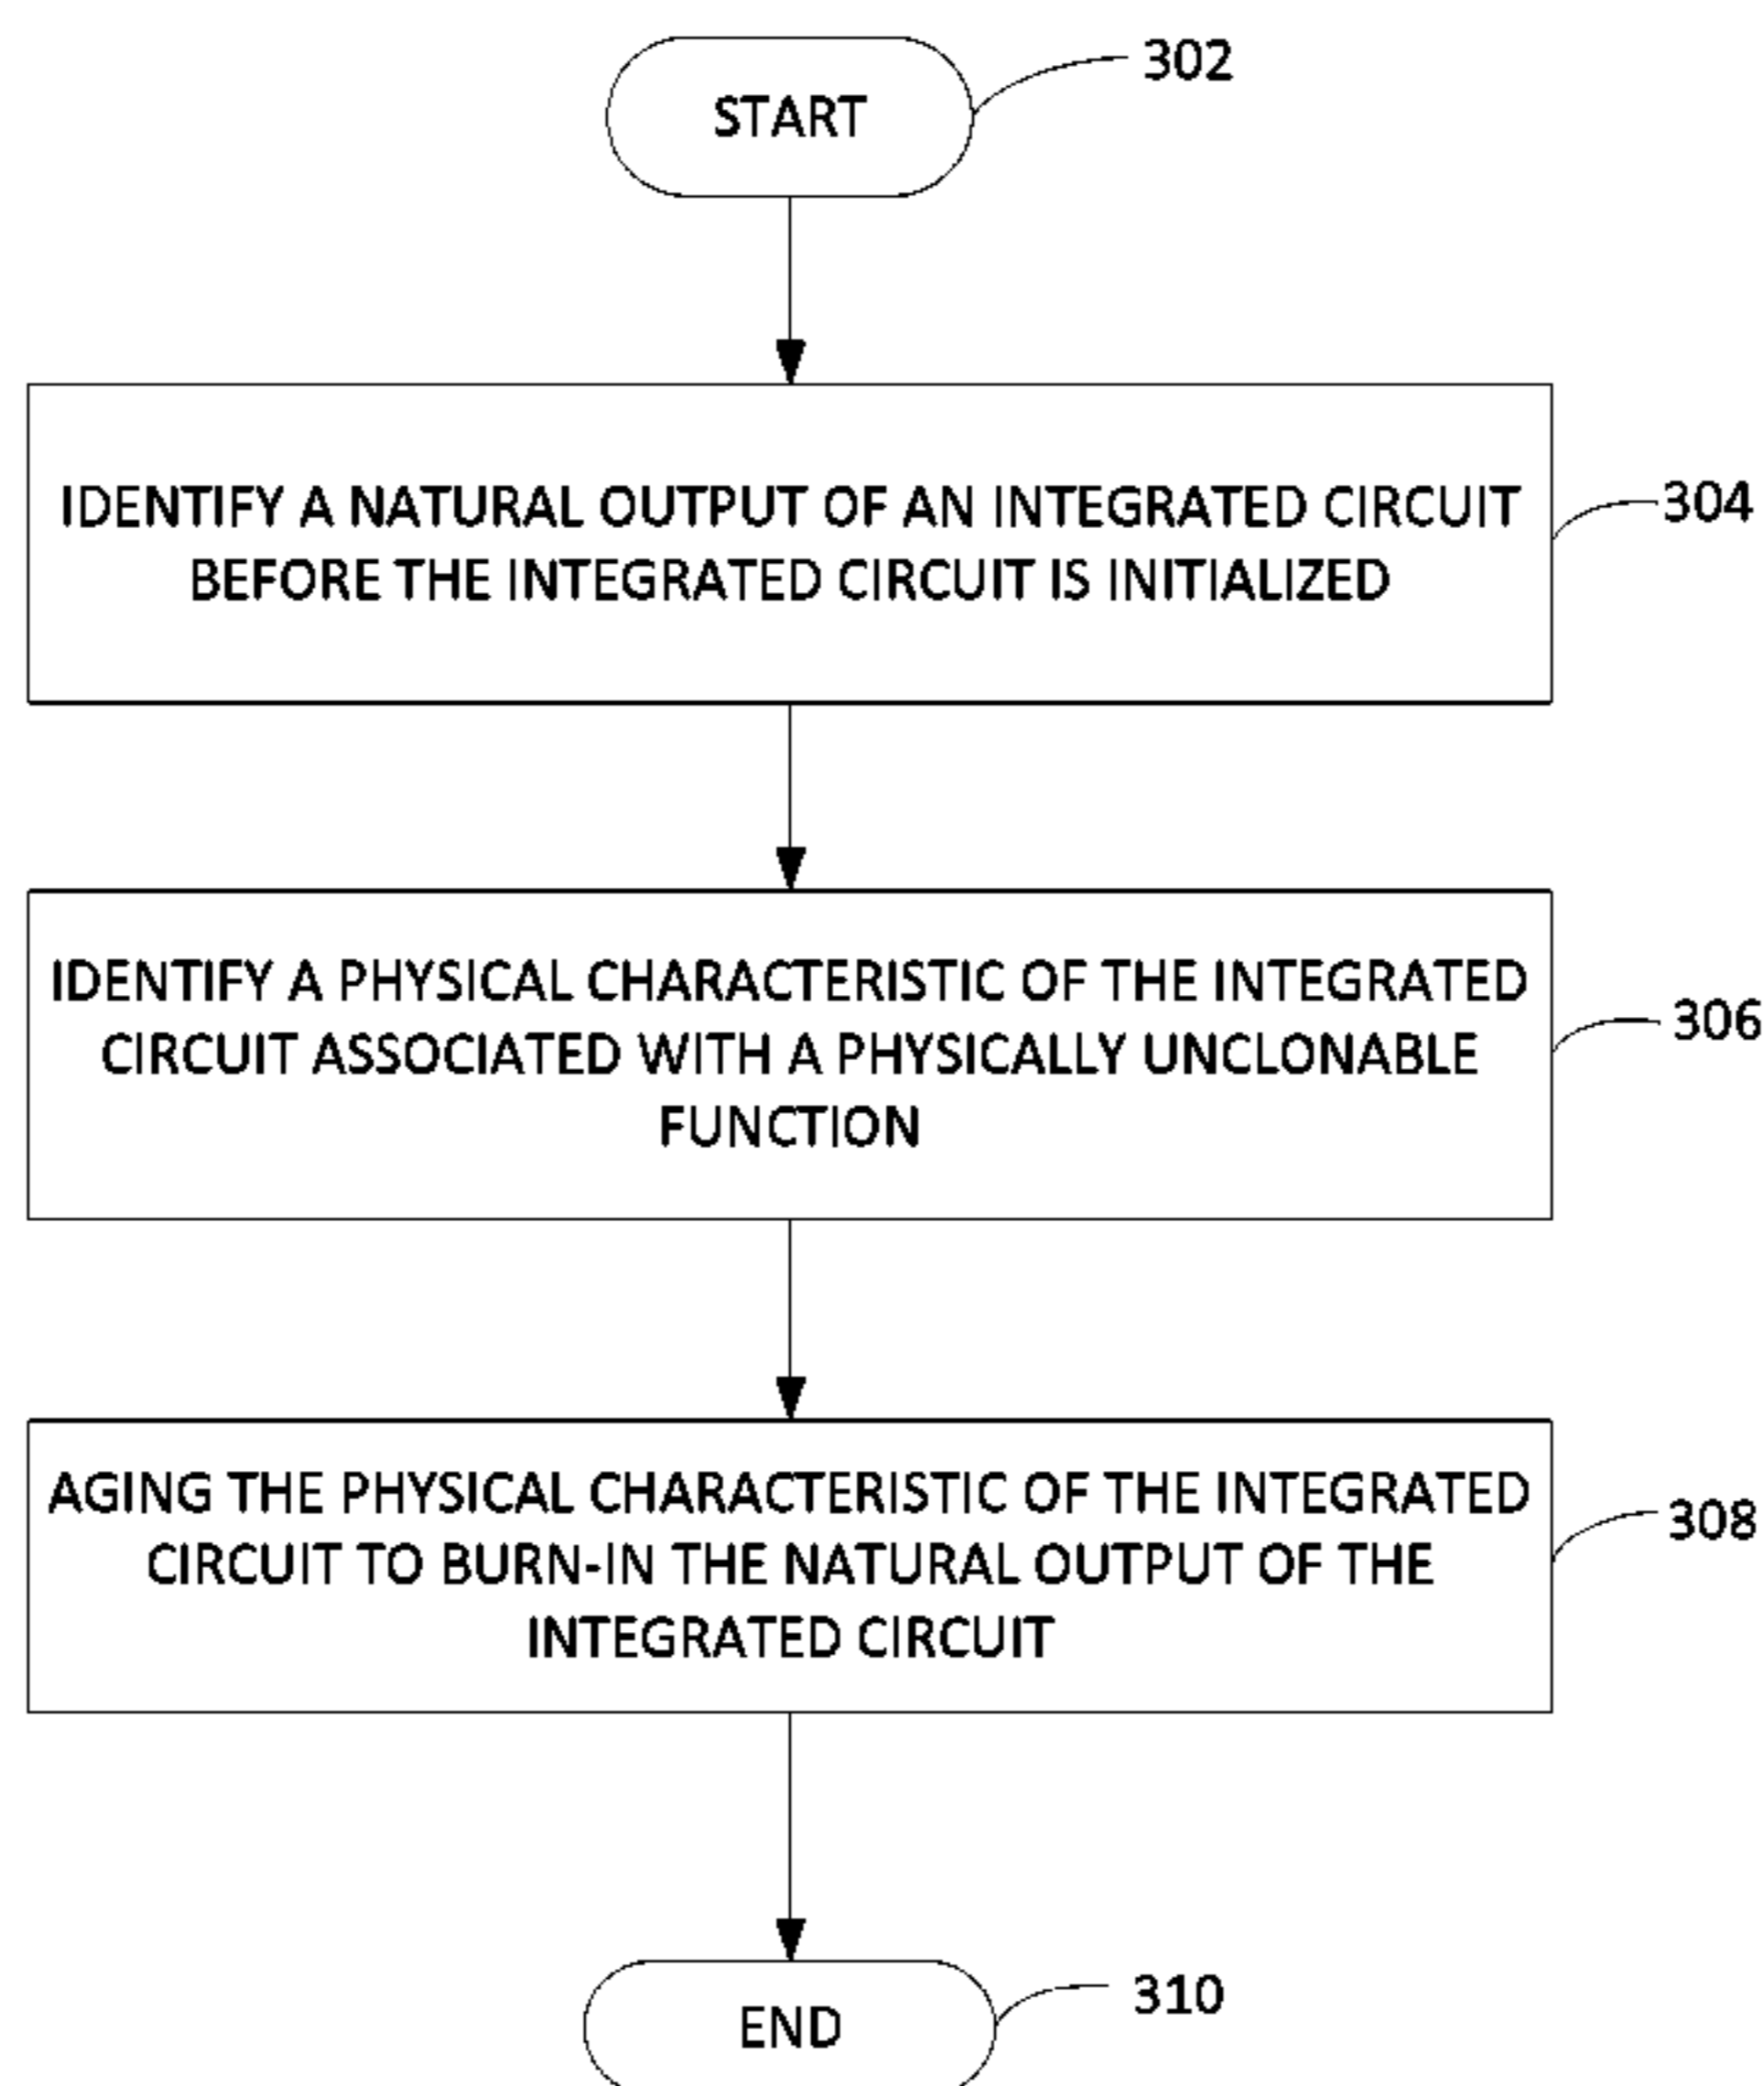 START
302
IDENTIFY A NATURAL OUTPUT OF AN INTEGRATED CIRCUIT
BEFORE THE INTEGRATED CIRCUIT IS INITIALIZED
304
IDENTIFY A PHYSICAL CHARACTERISTIC OF THE INTEGRATED
CIRCUIT ASSOCIATED WITH A PHYSICALLY UNCLONABLE
FUNCTION
306
AGING THE PHYSICAL CHARACTERISTIC OF THE INTEGRATED
CIRCUIT TO BURN-IN THE NATURAL OUTPUT OF THE
INTEGRATED CIRCUIT
308
END
310